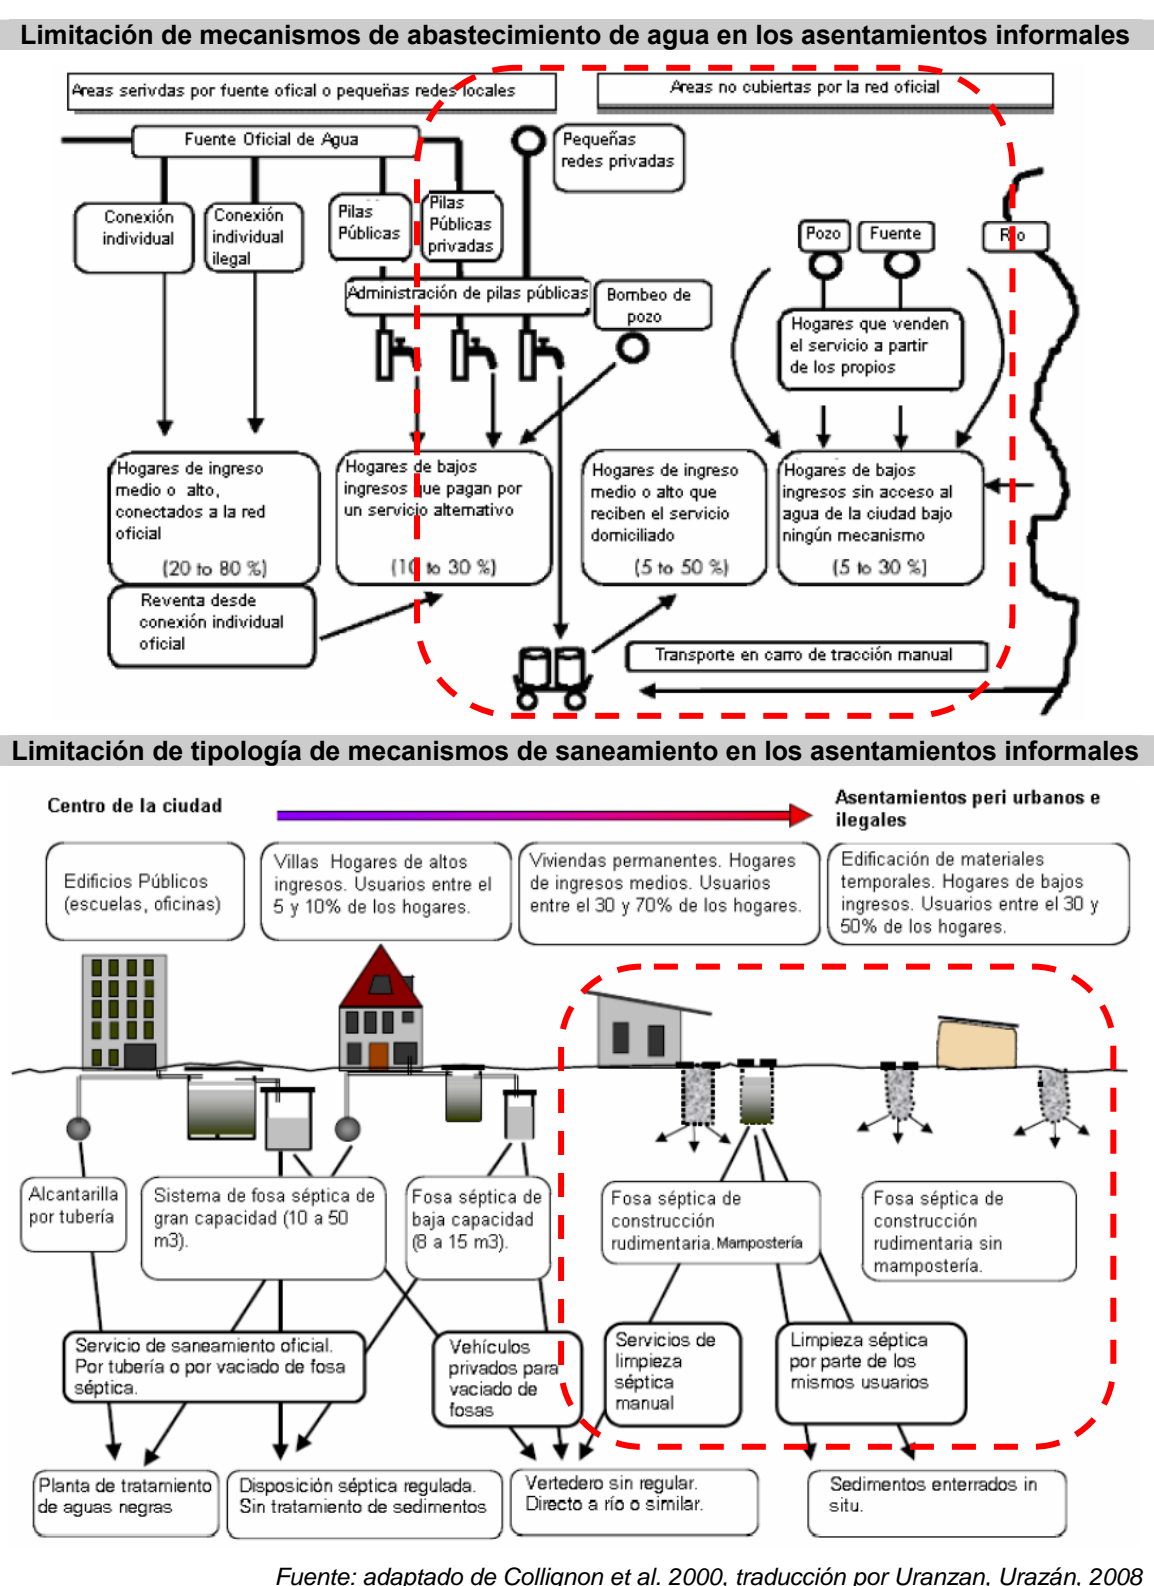 Limitación de mecanismos de abastecimiento de agua en los asentamientos informales
Areas serivdas por fuente ofical o pequeñas redes locales
Areas no cubiertas por la red oficial
Fuente Oficial de Agua
Pequeñas
redes privadas
Conexión
individual
Conexión
individual
ilegal
Pilas
Públicas
Pilas
Públicas
privadas
Pozo
Fuente
Río
Administración de pilas públicas
Bombeo de
pozo
Hogares que venden
el servicio a partir
de los propios
Hogares de ingreso
medio o alto,
conectados a la red
oficial
(20 to 80 %)
Hogares de bajos
ingresos que pagan por
un servicio alternativo
(10 to 30 %)
Hogares de ingreso
medio o alto que
reciben el servicio
domiciliado
(5 to 50 %)
Hogares de bajos
ingresos sin acceso al
agua de la ciudad bajo
ningún mecanismo
(5 to 30 %)
Reventa desde
conexión individual
oficial
Transporte en carro de tracción manual
Limitación de tipología de mecanismos de saneamiento en los asentamientos informales
Centro de la ciudad
Asentamientos peri urbanos e
ilegales
Edificios Públicos
(escuelas, oficinas)
Villas Hogares de altos
ingresos. Usuarios entre el
5 y 10% de los hogares.
Viviendas permanentes. Hogares
de ingresos medios. Usuarios
entre el 30 y 70% de los hogares.
Edificación de materiales
temporales. Hogares de bajos
ingresos. Usuarios entre el 30 y
50% de los hogares.
Alcantarilla
por tubería
Sistema de fosa séptica de
gran capacidad (10 a 50
m3).
Fosa séptica de
baja capacidad
(8 a 15 m3).
Fosa séptica de
construcción
rudimentaria. Mampostería
Fosa séptica de
construcción
rudimentaria sin
mampostería.
Servicio de saneamiento oficial.
Por tubería o por vaciado de fosa
séptica.
Vehículos
privados para
vaciado de
fosas
Servicios de
limpieza
séptica
manual
Limpieza séptica
por parte de los
mismos usuarios
Planta de tratamiento
de aguas negras
Disposición séptica regulada.
Sin tratamiento de sedimentos
Vertedero sin regular.
Directo a río o similar.
Sedimentos enterrados in
situ.
Fuente: adaptado de Collignon et al. 2000, traducción por Uranzan, Urazán, 2008